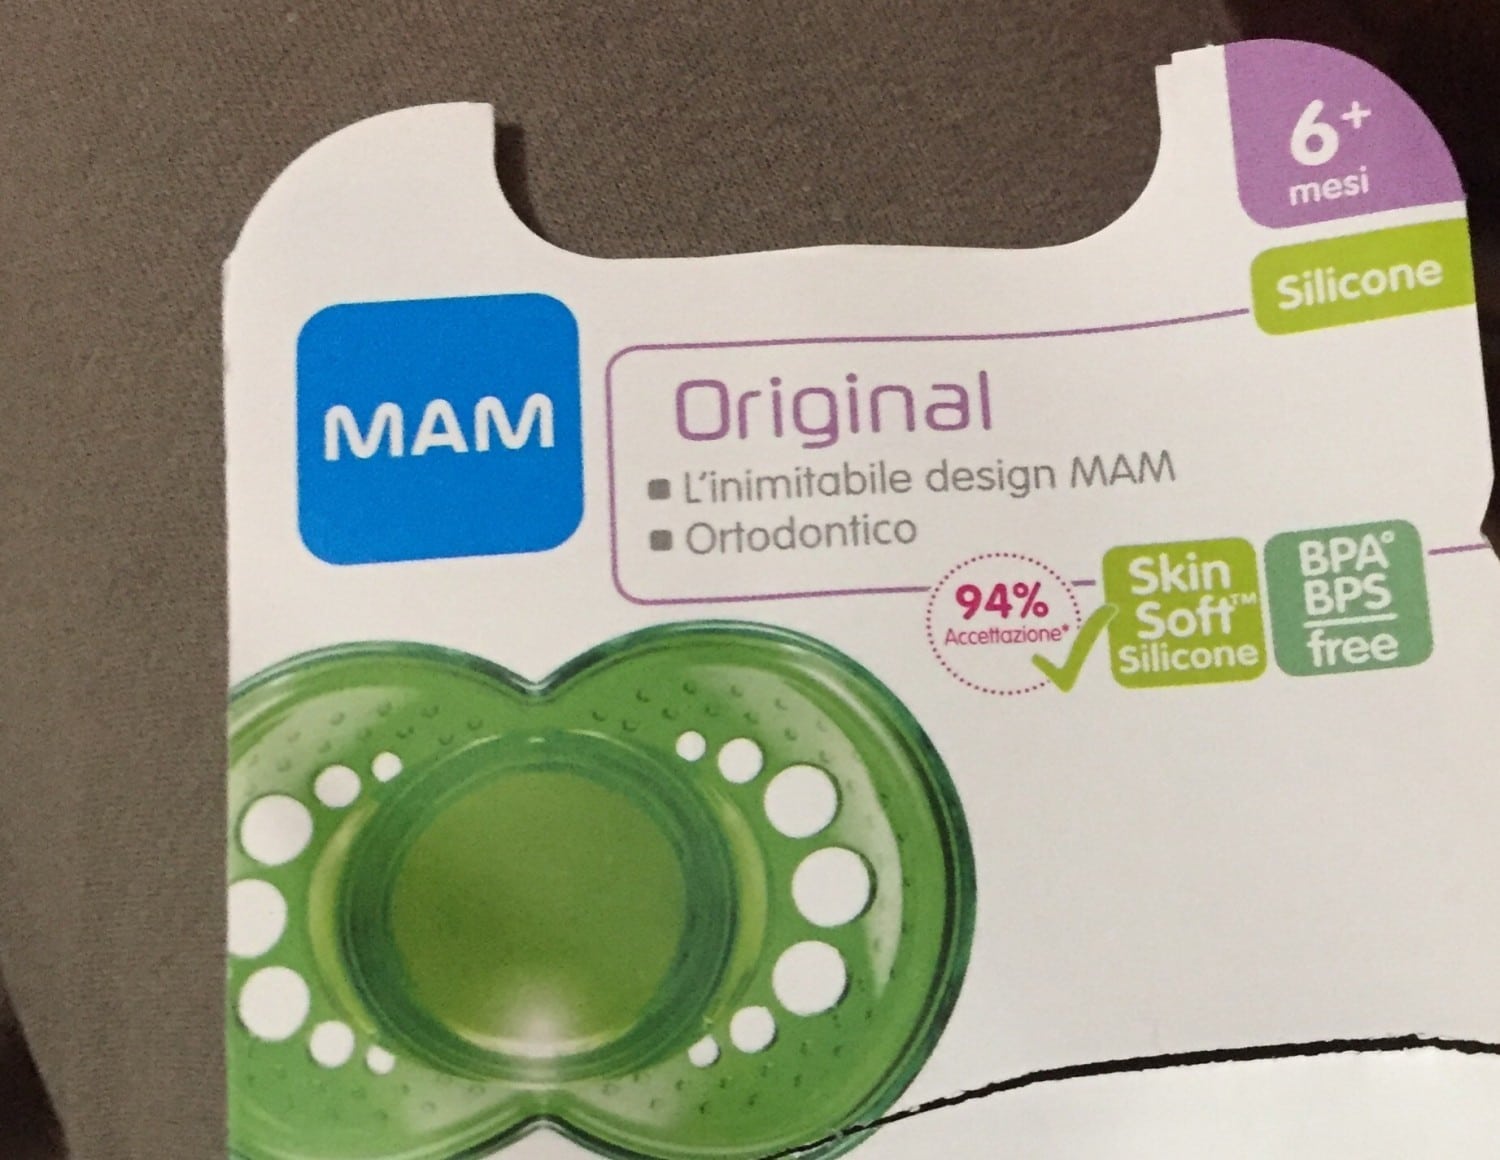 6+
mesi
Silicone
MAM
Original
▪ L'inimitabile design MAM
▪ Ortodontico
94%
Accettazione*
Skin
Soft™
Silicone
BPA°
BPS
free